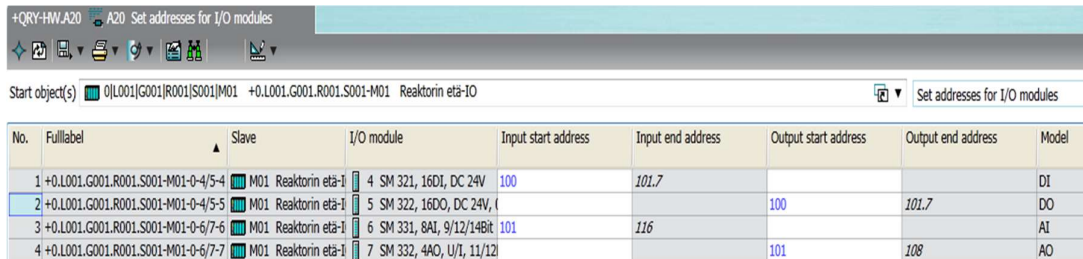 +QRY-HW.A20 A20 Set addresses for I/O modules
Start object(s) 0|L001|G001|R001|S001|M01 +0.L001.G001.R001.S001-M01 Reaktorin etä-IO Set addresses for I/O modules
No. Fulllabel Slave I/O module Input start address Input end address Output start address Output end address Model
1 +0.L001.G001.R001.S001-M01-0-4/5-4 M01 Reaktorin etä-I 4 SM 321, 16DI, DC 24V 100 101.7 DI
2 +0.L001.G001.R001.S001-M01-0-4/5-5 M01 Reaktorin etä-I 5 SM 322, 16DO, DC 24V, 100 101.7 DO
3 +0.L001.G001.R001.S001-M01-0-6/7-6 M01 Reaktorin etä-I 6 SM 331, 8AI, 9/12/14Bit 101 116 AI
4 +0.L001.G001.R001.S001-M01-0-6/7-7 M01 Reaktorin etä-I 7 SM 332, 4AO, U/I, 11/12 101 108 AO